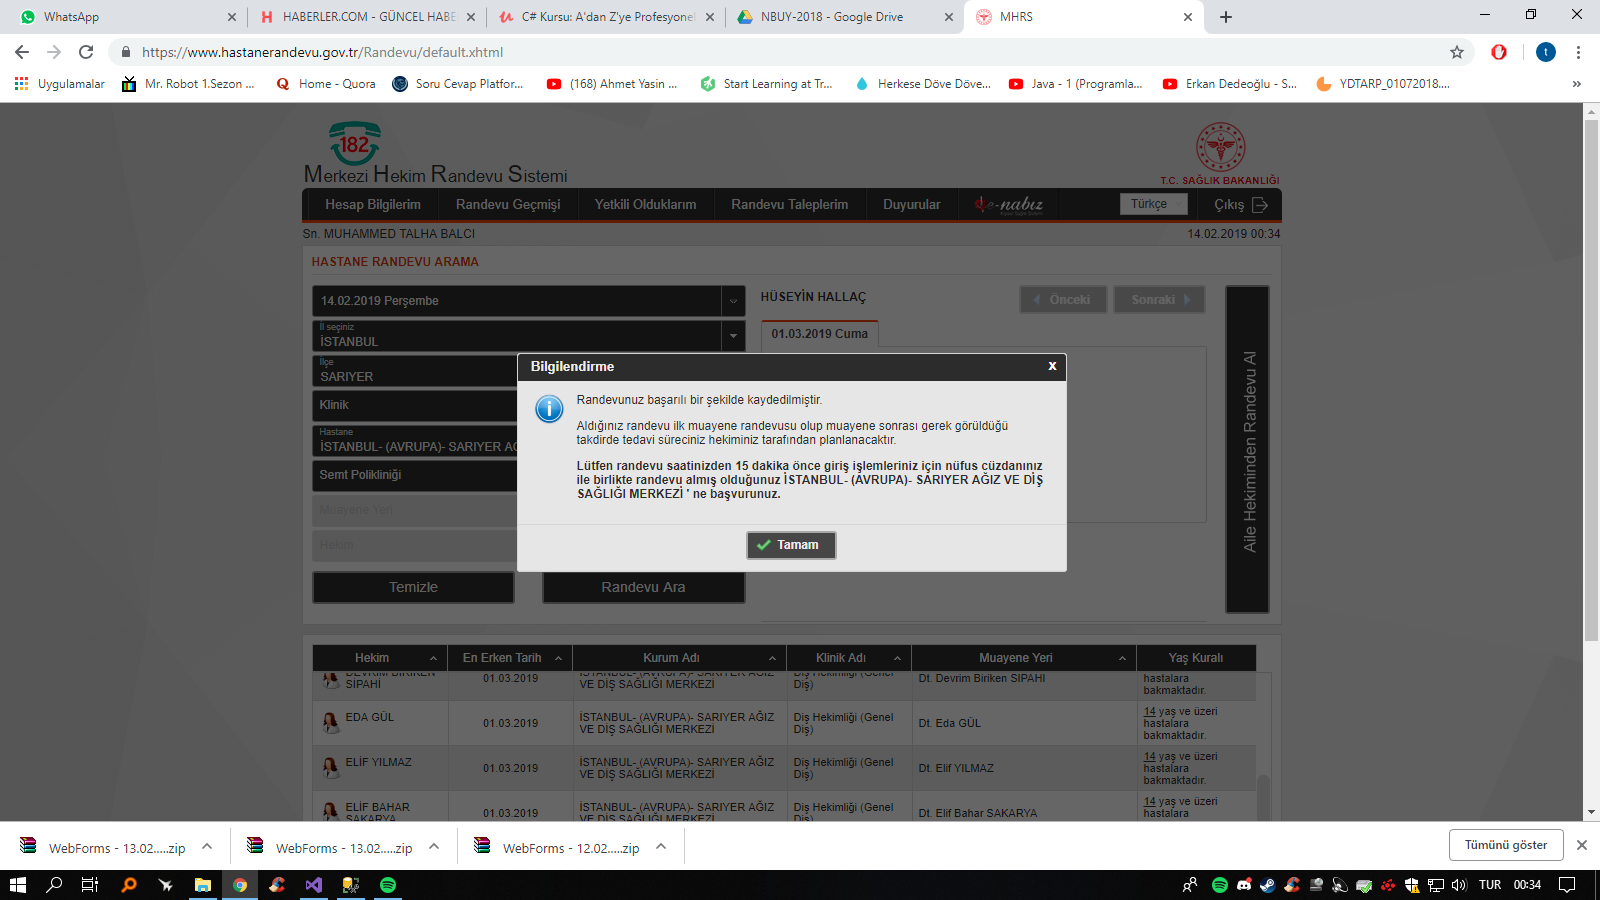 WhatsApp
HABERLER.COM - GÜNCEL HABE
C# Kursu: A'dan Z'ye Profesyonel
NBUY-2018 - Google Drive
MHRS
https://www.hastanerandevu.gov.tr/Randevu/default.xhtml
t
Uygulamalar
Mr. Robot 1.Sezon ...
Home - Quora
Soru Cevap Platfor...
(168) Ahmet Yasin ...
Start Learning at Tr...
Herkese Döve Döve...
Java - 1 (Programla...
Erkan Dedeoğlu - S...
YDTARP_01072018....
»
182
Merkezi Hekim Randevu Sistemi
T.C. SAĞLIK BAKANLIĞI
Hesap Bilgilerim
Randevu Geçmişi
Yetkili Olduklarım
Randevu Taleplerim
Duyurular
e-nabız
Türkçe
Çıkış
Sn. MUHAMMED TALHA BALCI
14.02.2019 00:34
HASTANE RANDEVU ARAMA
14.02.2019 Perşembe
İl seçiniz
İSTANBUL
İlçe
SARIYER
Klinik
Hastane
İSTANBUL- (AVRUPA)- SARIYER AĞ
Semt Polikliniği
Muayene Yeri
Hekim
Temizle
Randevu Ara
HÜSEYİN HALLAÇ
Önceki
Sonraki
01.03.2019 Cuma
Aile Hekiminden Randevu Al
Bilgilendirme
x
Randevunuz başarılı bir şekilde kaydedilmiştir.
Aldığınız randevu ilk muayene randevusu olup muayene sonrası gerek görüldüğü
takdirde tedavi süreciniz hekiminiz tarafından planlanacaktır.
Lütfen randevu saatinizden 15 dakika önce giriş işlemleriniz için nüfus cüzdanınız
ile birlikte randevu almış olduğunuz İSTANBUL- (AVRUPA)- SARIYER AĞIZ VE DİŞ
SAĞLIĞI MERKEZİ ' ne başvurunuz.
Tamam
Hekim
En Erken Tarih
Kurum Adı
Klinik Adı
Muayene Yeri
Yaş Kuralı
DEVRİM BİRİKEN
SİPAHİ
01.03.2019
İSTANBUL- (AVRUPA)- SARIYER AĞIZ
VE DİŞ SAĞLIĞI MERKEZİ
Diş Hekimliği (Genel
Diş)
Dt. Devrim Biriken SİPAHİ
hastalara
bakmaktadır.
EDA GÜL
01.03.2019
İSTANBUL- (AVRUPA)- SARIYER AĞIZ
VE DİŞ SAĞLIĞI MERKEZİ
Diş Hekimliği (Genel
Diş)
Dt. Eda GÜL
14 yaş ve üzeri
hastalara
bakmaktadır.
ELİF YILMAZ
01.03.2019
İSTANBUL- (AVRUPA)- SARIYER AĞIZ
VE DİŞ SAĞLIĞI MERKEZİ
Diş Hekimliği (Genel
Diş)
Dt. Elif YILMAZ
14 yaş ve üzeri
hastalara
bakmaktadır.
ELİF BAHAR
SAKARYA
01.03.2019
İSTANBUL- (AVRUPA)- SARIYER AĞIZ
VE DİŞ SAĞLIĞI MERKEZİ
Diş Hekimliği (Genel
Diş)
Dt. Elif Bahar SAKARYA
14 yaş ve üzeri
hastalara
WebForms - 13.02.....zip
WebForms - 13.02.....zip
WebForms - 12.02.....zip
Tümünü göster
TUR
00:34